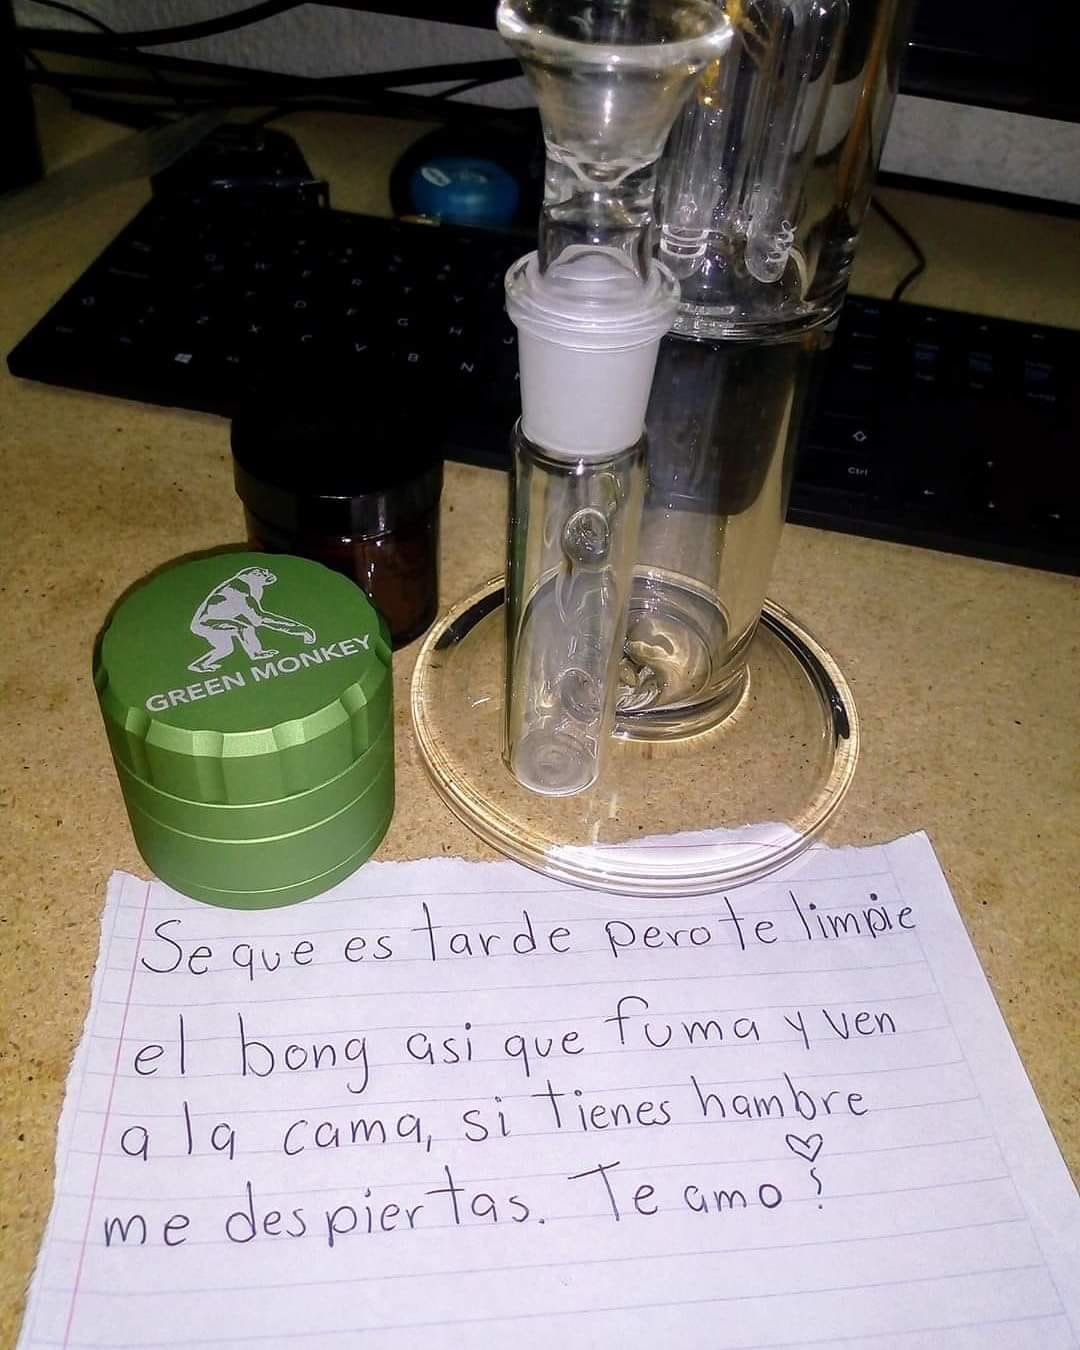 GREEN MONKEY
Se que es tarde pero te limpie
el bong asi que fuma y ven
a la cama, si tienes hambre
me despiertas. Te amo